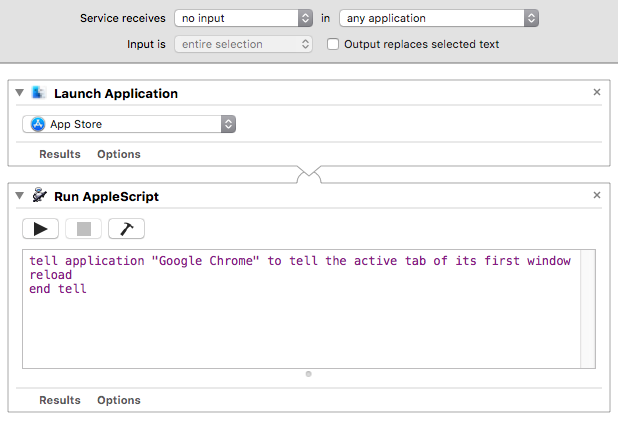 Service receives no input in any application
Input is entire selection Output replaces selected text
Launch Application
App Store
Results Options
Run AppleScript
tell application "Google Chrome" to tell the active tab of its first window
reload
end tell
Results Options